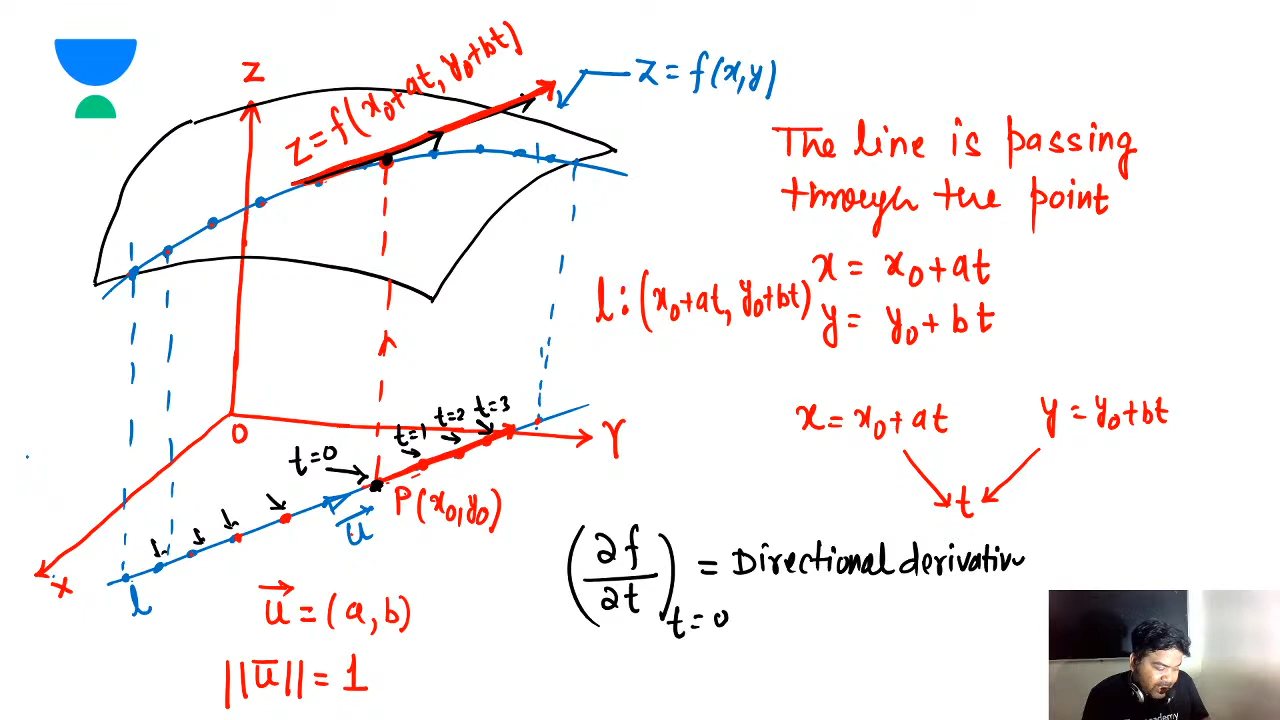 Z
Z = f(x₀+at, y₀+bt)
Z = f(x,y)
The line is passing
through the point
x = x₀+at
l : (x₀+at, y₀+bt)
y = y₀+bt
x = x₀+at
y = y₀+bt
t
O
Y
X
l
t=0
t=1
t=2
t=3
P(x₀,y₀)
u⃗
u⃗ = (a,b)
||u̅|| = 1
(∂f/∂t)ₜ₌₀ = Directional derivativ